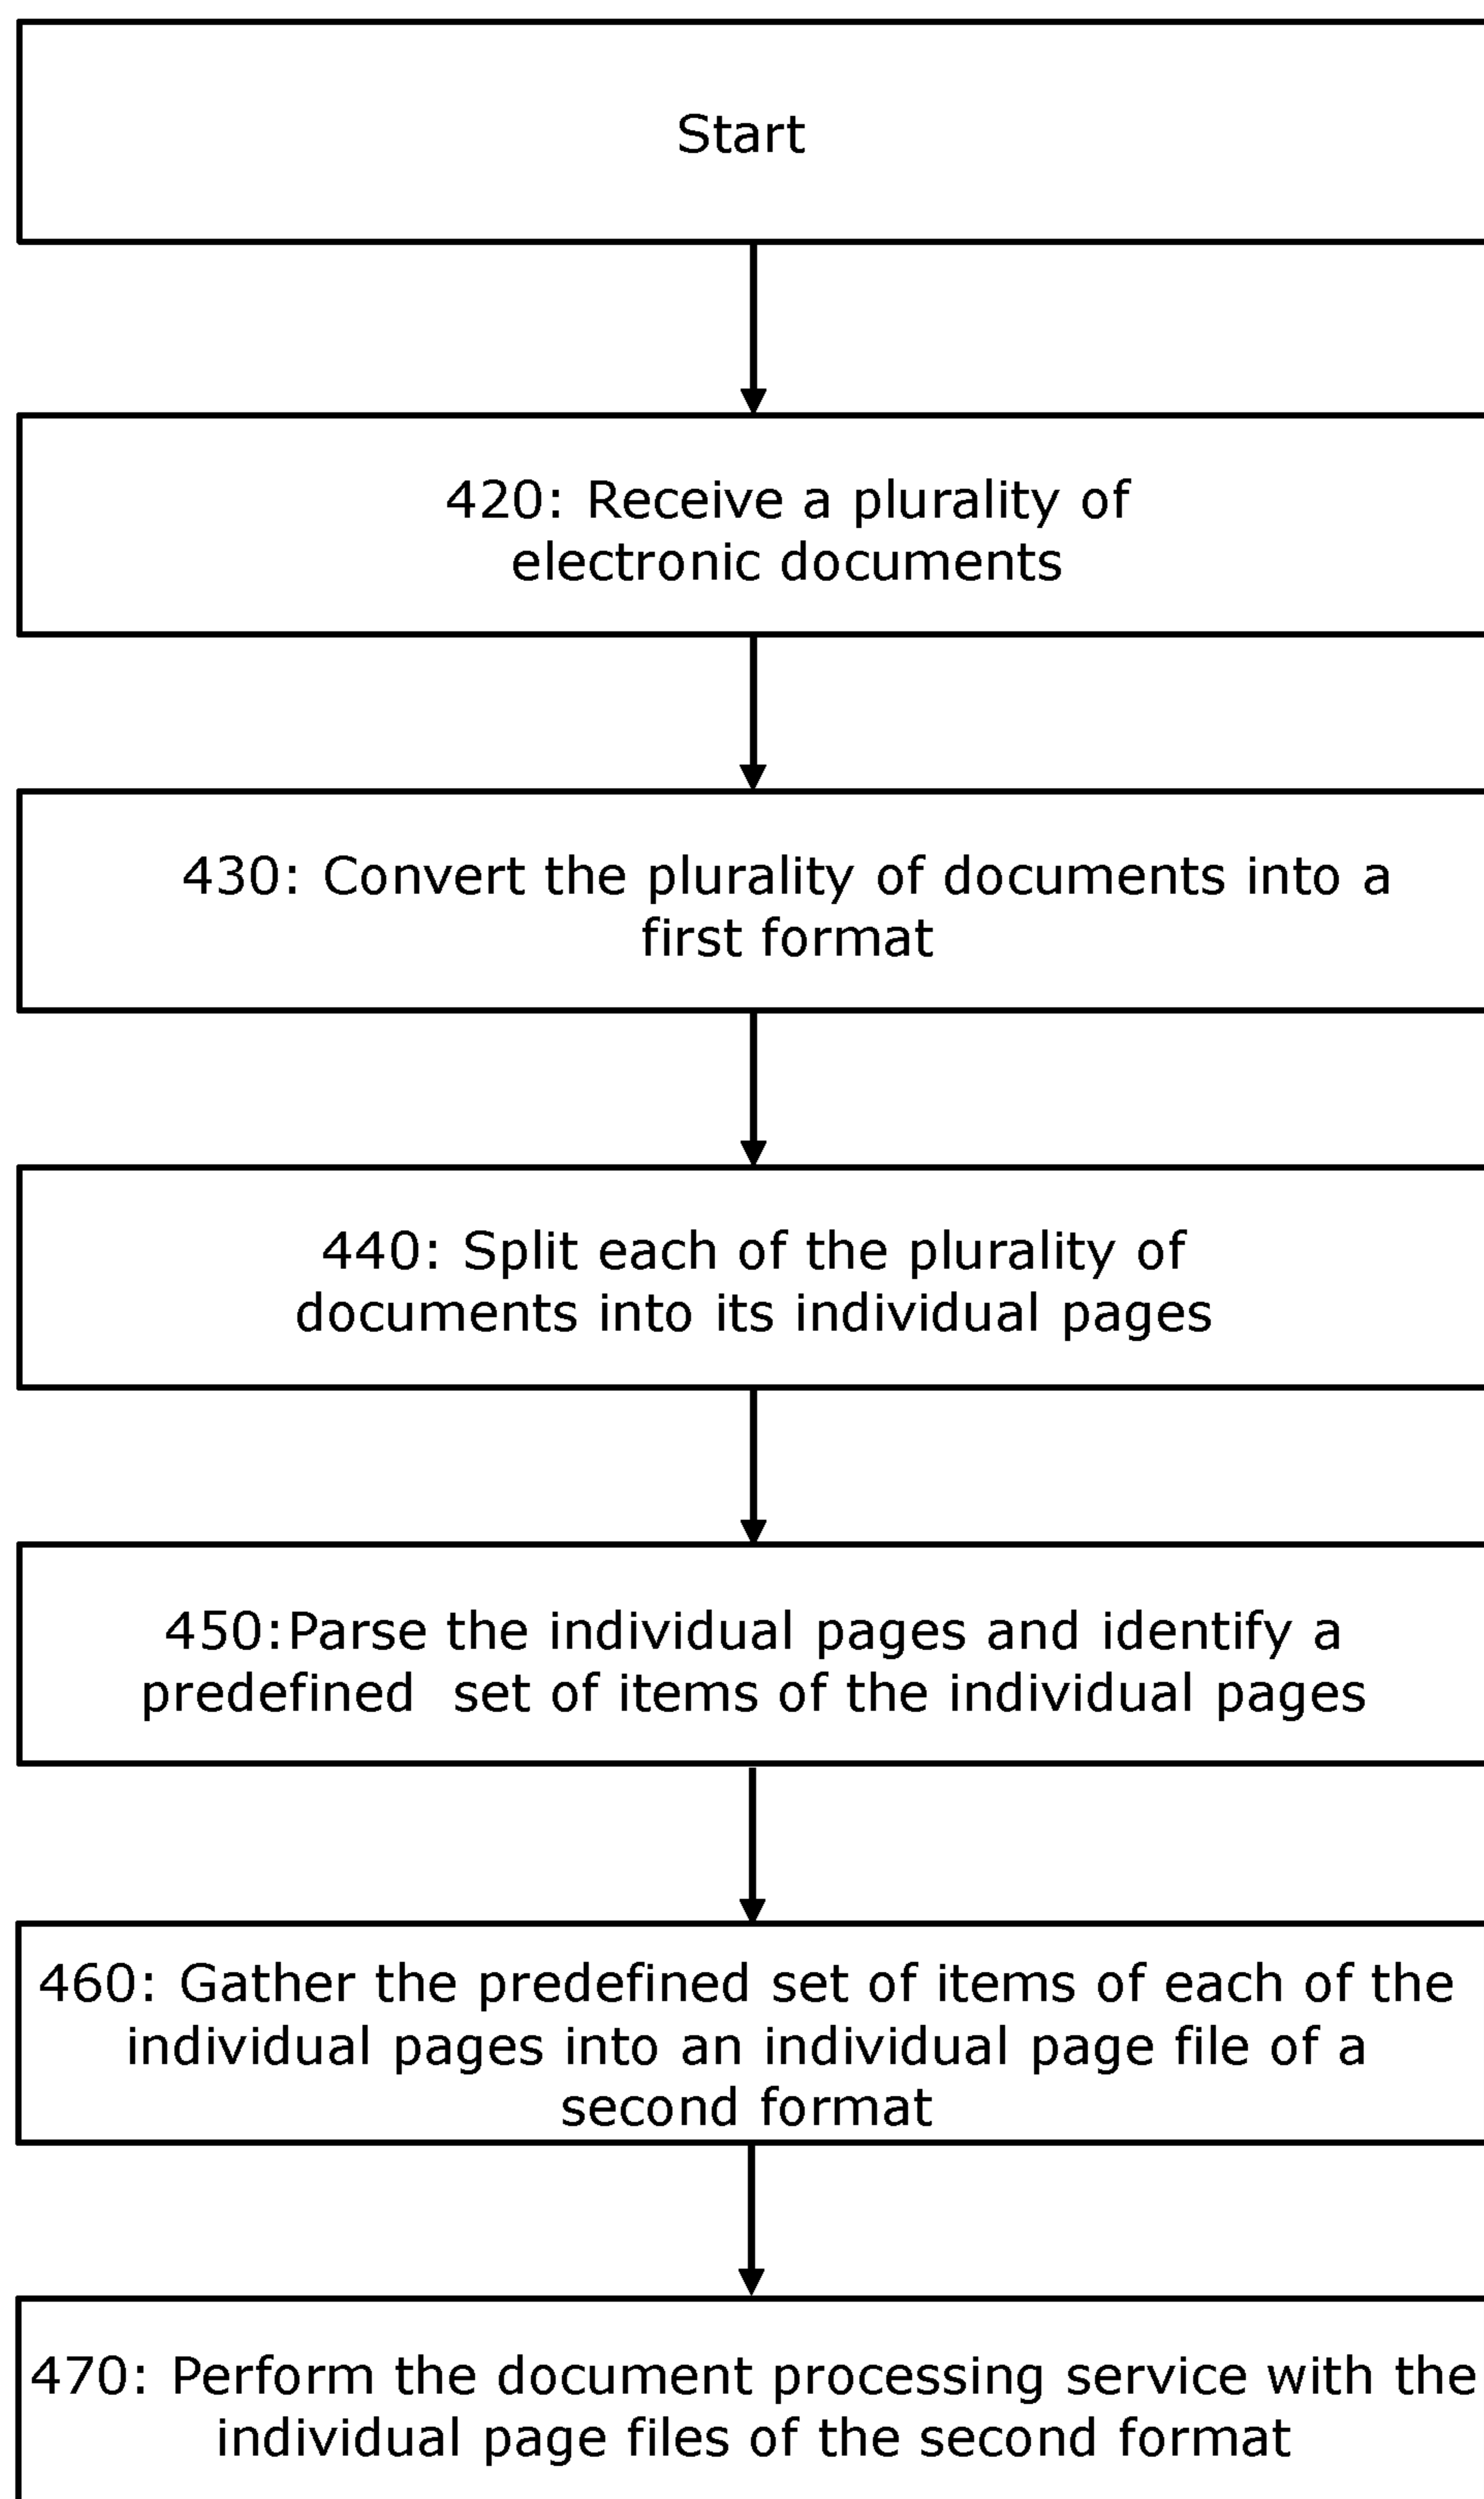 Start
420: Receive a plurality of
electronic documents
430: Convert the plurality of documents into a
first format
440: Split each of the plurality of
documents into its individual pages
450:Parse the individual pages and identify a
predefined  set of items of the individual pages
460: Gather the predefined set of items of each of the
individual pages into an individual page file of a
second format
470: Perform the document processing service with the
individual page files of the second format